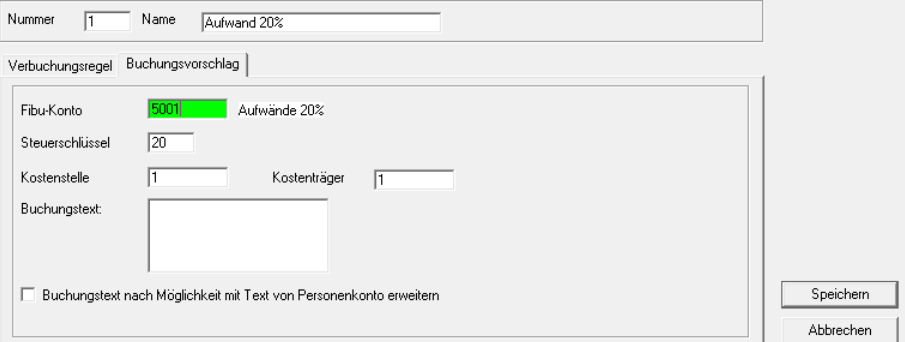 Nummer 1 Name Aufwand 20%
Verbuchungsregel Buchungsvorschlag
Fibu-Konto 5001 Aufwände 20%
Steuerschlüssel 20
Kostenstelle 1 Kostenträger 1
Buchungstext:
Buchungstext nach Möglichkeit mit Text von Personenkonto erweitern
Speichern
Abbrechen